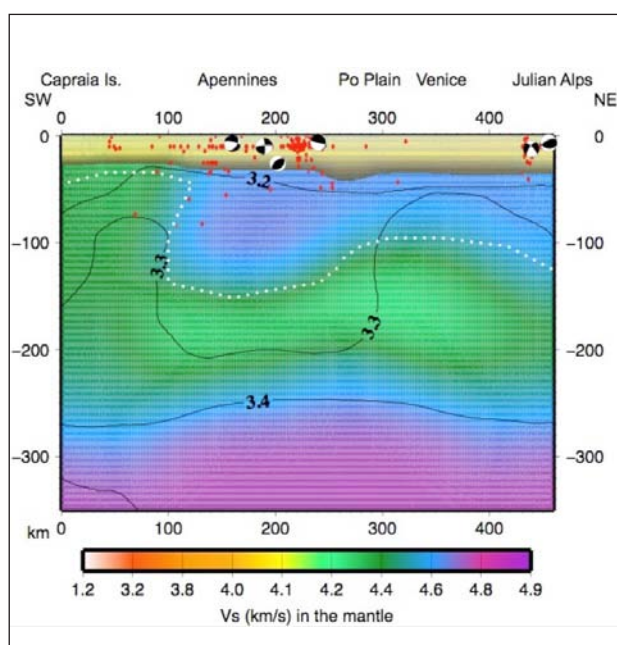 Capraia Is. Apennines Po Plain Venice Julian Alps
SW NE
0 100 200 300 400
0 0
3.2
−100 −100
3.3
3.3
−200 −200
3.4
−300 −300
km 0 100 200 300 400
1.2 3.2 3.8 4.0 4.1 4.2 4.4 4.6 4.8 4.9
Vs (km/s) in the mantle